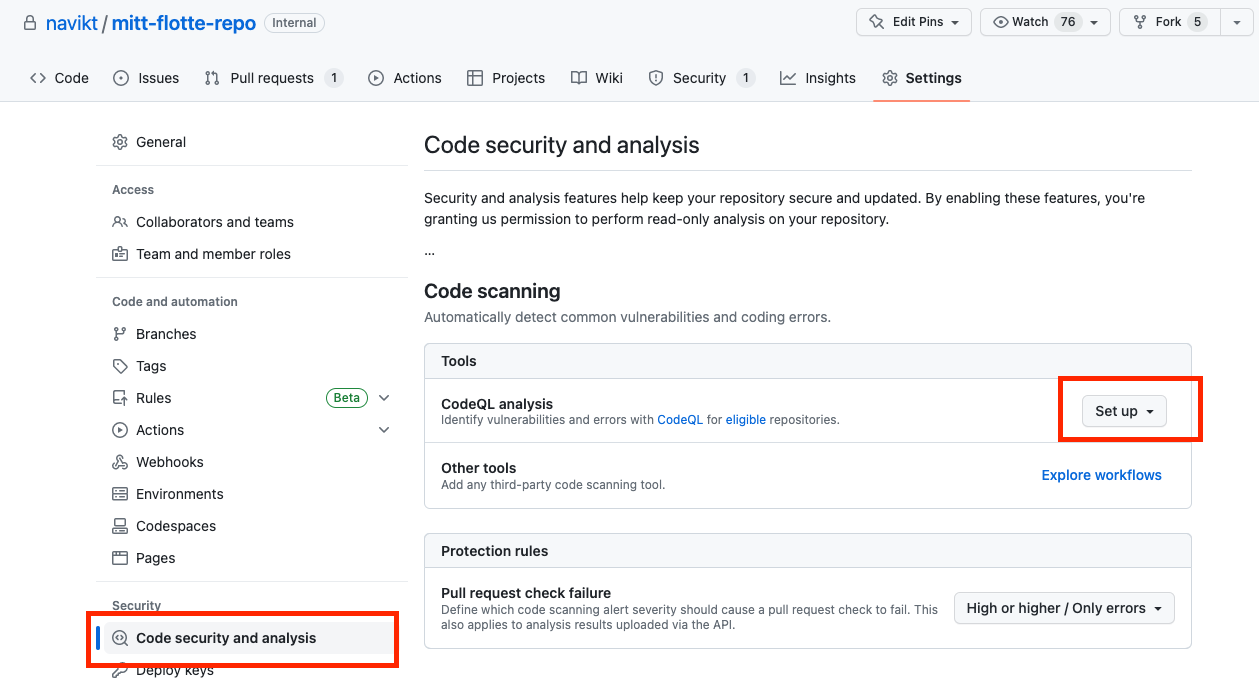 navikt / mitt-flotte-repo Internal
Edit Pins Watch 76 Fork 5
Code Issues Pull requests 1 Actions Projects Wiki Security 1 Insights Settings
General
Access
Collaborators and teams
Team and member roles
Code and automation
Branches
Tags
Rules Beta
Actions
Webhooks
Environments
Codespaces
Pages
Security
Code security and analysis
Deploy keys
Code security and analysis
Security and analysis features help keep your repository secure and updated. By enabling these features, you're
granting us permission to perform read-only analysis on your repository.
...
Code scanning
Automatically detect common vulnerabilities and coding errors.
Tools
CodeQL analysis
Identify vulnerabilities and errors with CodeQL for eligible repositories.
Set up
Other tools
Add any third-party code scanning tool.
Explore workflows
Protection rules
Pull request check failure
Define which code scanning alert severity should cause a pull request check to fail. This
also applies to analysis results uploaded via the API.
High or higher / Only errors